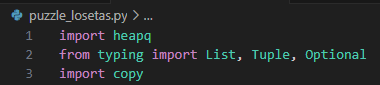 puzzle_losetas.py > ...
1 import heapq
2 from typing import List, Tuple, Optional
3 import copy